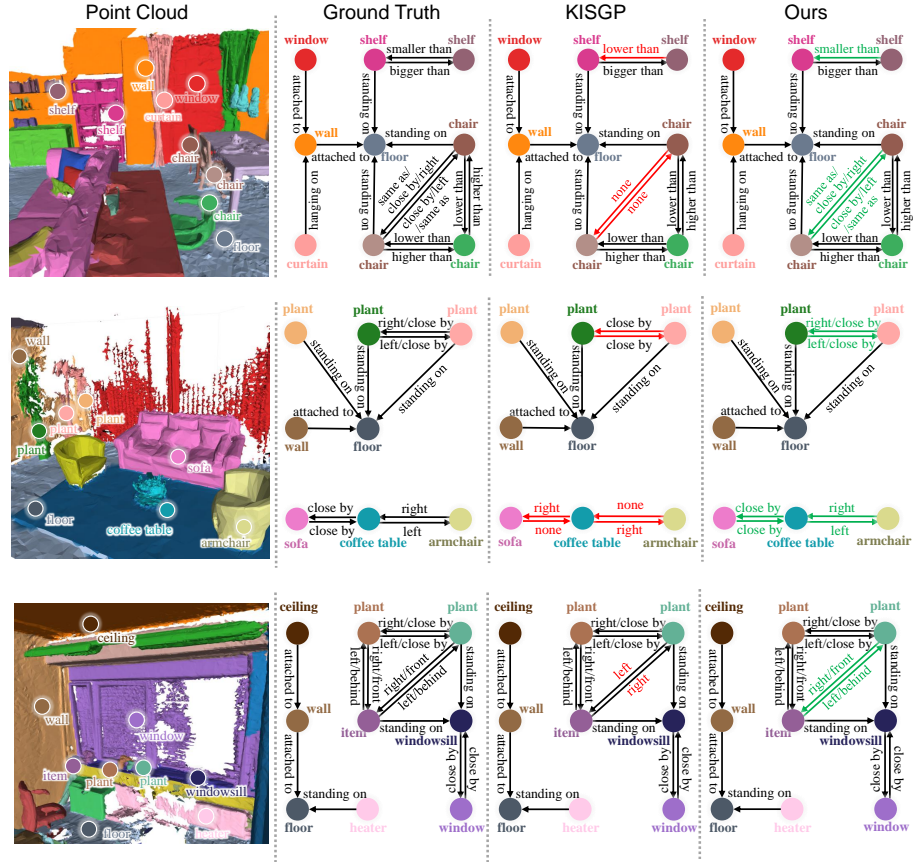 Point Cloud
Ground Truth
KISGP
Ours
shelf
wall
window
curtain
shelf
chair
chair
chair
floor
window
shelf
smaller than
shelf
bigger than
attached to
standing on
chair
wall
standing on
attached to
floor
hanging on
standing on
same as/
close by/right
close by/left
/same as
lower than
higher than
lower than
higher than
curtain
chair
chair
window
shelf
lower than
shelf
bigger than
attached to
standing on
chair
wall
standing on
attached to
floor
hanging on
standing on
none
none
lower than
higher than
lower than
higher than
curtain
chair
chair
window
shelf
smaller than
shelf
bigger than
attached to
standing on
chair
wall
standing on
attached to
floor
hanging on
standing on
same as/
close by/right
close by/left
/same as
lower than
higher than
lower than
higher than
curtain
chair
chair
wall
plant
plant
plant
sofa
floor
coffee table
armchair
plant
plant
plant
right/close by
left/close by
standing on
standing on
standing on
attached to
wall
floor
close by
right
close by
left
sofa
coffee table
armchair
plant
plant
plant
close by
close by
standing on
standing on
standing on
attached to
wall
floor
right
none
none
right
sofa
coffee table
armchair
plant
plant
plant
right/close by
left/close by
standing on
standing on
standing on
attached to
wall
floor
close by
right
close by
left
sofa
coffee table
armchair
ceiling
wall
window
item
plant
plant
windowsill
floor
heater
ceiling
plant
plant
right/close by
left/close by
attached to
left/behind
right/front
right/front
left/behind
standing on
wall
item
standing on
windowsill
attached to
close by
close by
standing on
floor
heater
window
ceiling
plant
plant
right/close by
left/close by
attached to
left/behind
right/front
left
right
standing on
wall
item
standing on
windowsill
attached to
close by
close by
standing on
floor
heater
window
ceiling
plant
plant
right/close by
left/close by
attached to
left/behind
right/front
right/front
left/behind
standing on
wall
item
standing on
windowsill
attached to
close by
close by
standing on
floor
heater
window